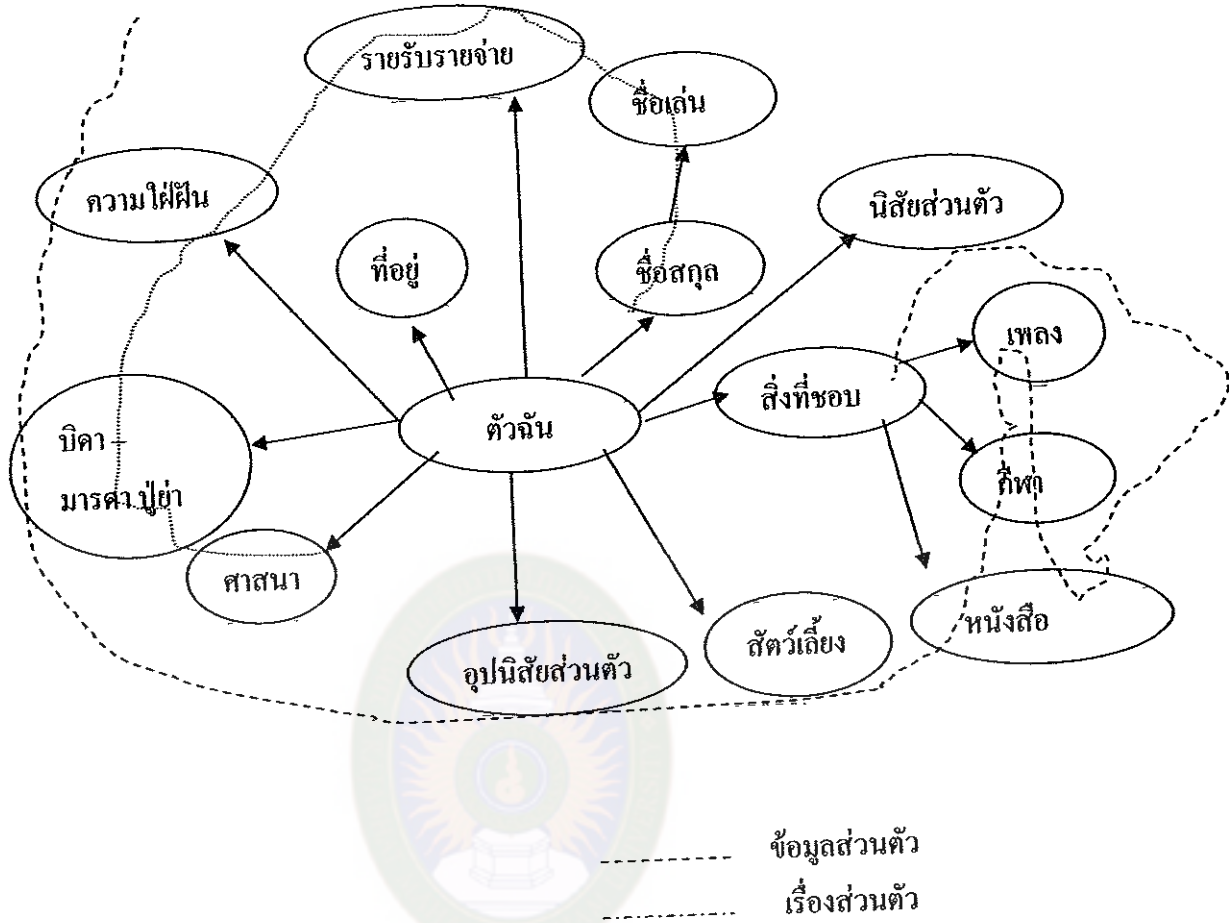 รายรับรายจ่าย
ชื่อเล่น
ความใฝ่ฝัน
นิสัยส่วนตัว
ที่อยู่
ชื่อสกุล
เพลง
สิ่งที่ชอบ
ตัวฉัน
บิดา
มารดา ปู่ย่า
กีฬา
ศาสนา
หนังสือ
สัตว์เลี้ยง
อุปนิสัยส่วนตัว
ข้อมูลส่วนตัว
เรื่องส่วนตัว